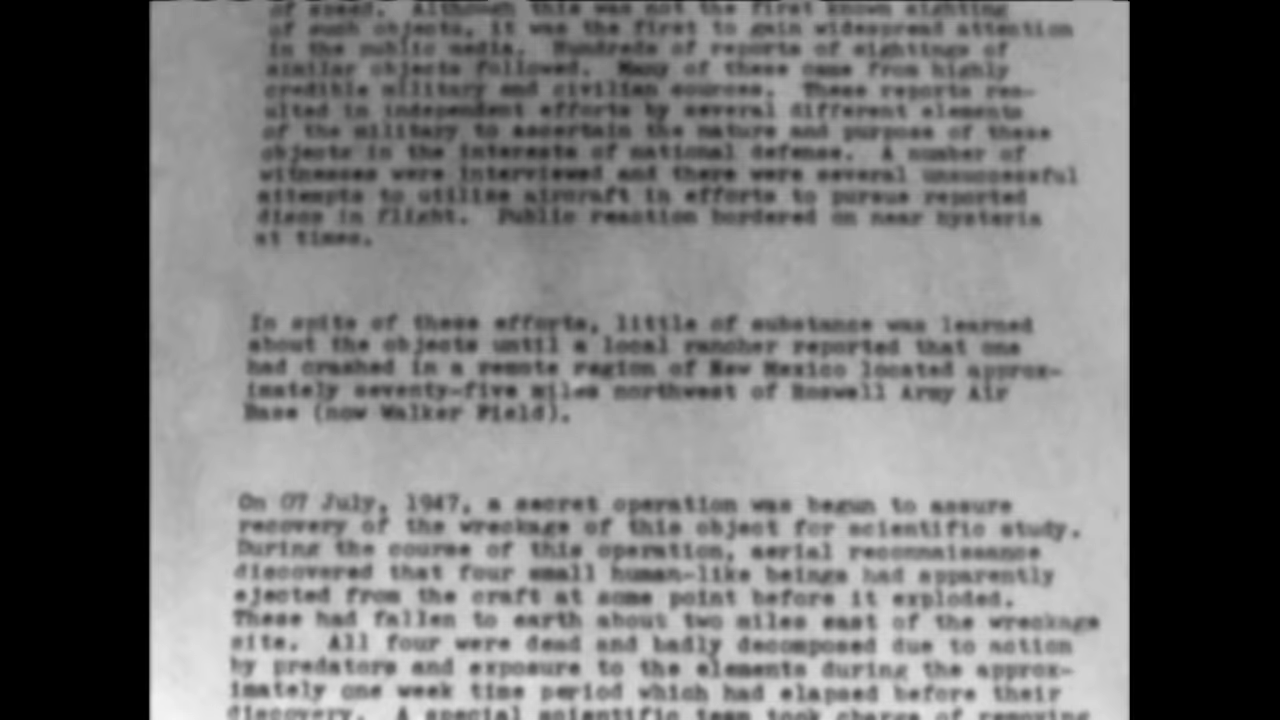 of speed. Although this was not the first known sighting
of such objects, it was the first to gain widespread attention
in the public media. Hundreds of reports of sightings of
similar objects followed. Many of these came from highly
credible military and civilian sources. These reports res-
ulted in independent efforts by several different elements
of the military to ascertain the nature and purpose of these
objects in the interests of national defense. A number of
witnesses were interviewed and there were several unsuccessful
attempts to utilize aircraft in efforts to pursue reported
discs in flight. Public reaction bordered on near hysteria
at times.
In spite of these efforts, little of substance was learned
about the objects until a local rancher reported that one
had crashed in a remote region of New Mexico located approx-
imately seventy-five miles northwest of Roswell Army Air
Base (now Walker Field).
On 07 July, 1947, a secret operation was begun to assure
recovery of the wreckage of this object for scientific study.
During the course of this operation, aerial reconnaissance
discovered that four small human-like beings had apparently
ejected from the craft at some point before it exploded.
These had fallen to earth about two miles east of the wreckage
site. All four were dead and badly decomposed due to action
by predators and exposure to the elements during the approx-
imately one week time period which had elapsed before their
discovery. A special scientific team took charge of removing